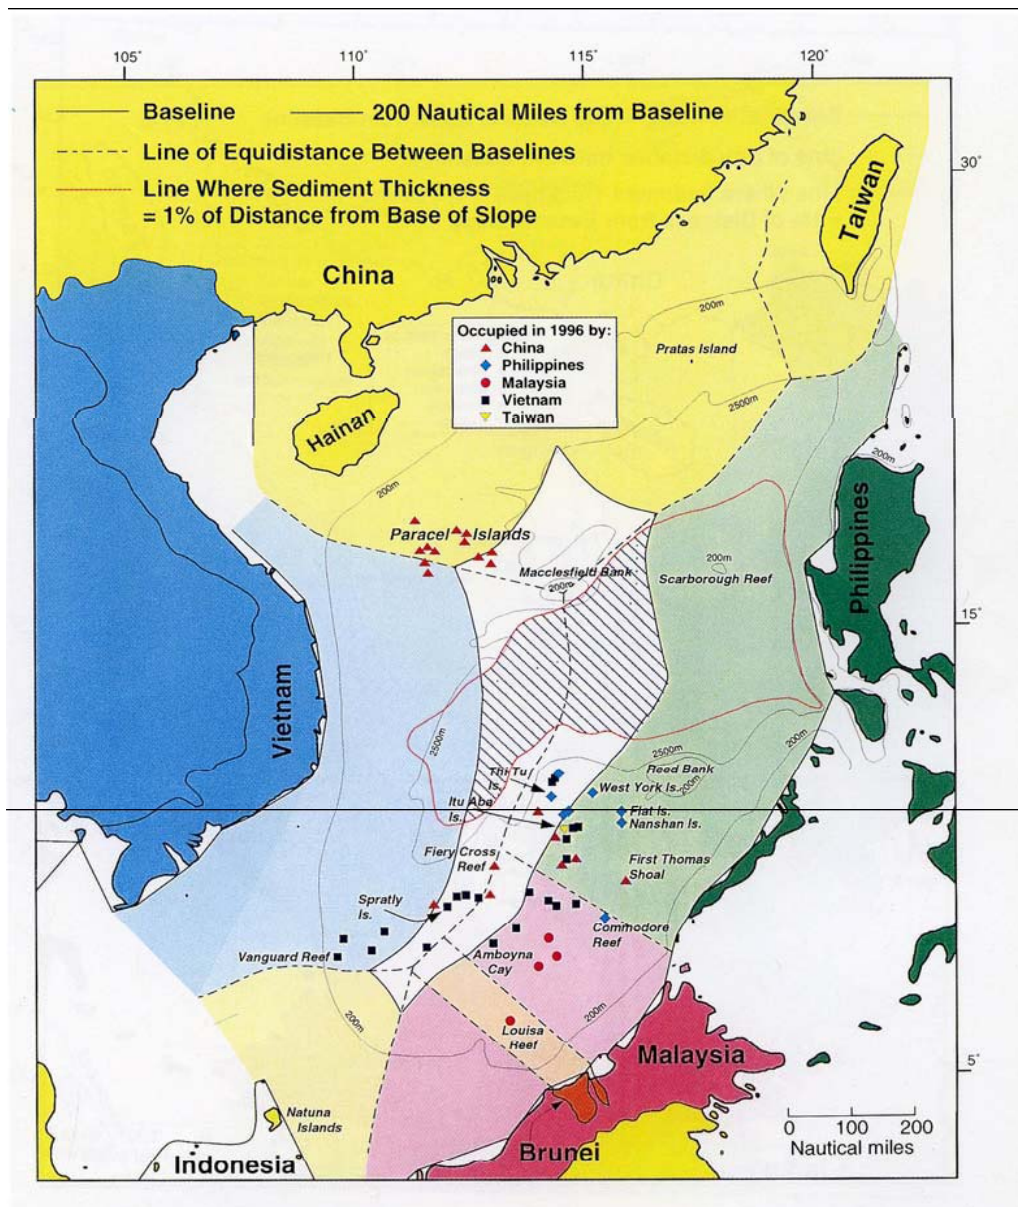 105°
110°
115°
120°
Baseline
200 Nautical Miles from Baseline
Line of Equidistance Between Baselines
Line Where Sediment Thickness
= 1% of Distance from Base of Slope
30°
Taiwan
China
200m
Occupied in 1996 by:
China
Philippines
Malaysia
Vietnam
Taiwan
Pratas Island
2500m
Hainan
200m
200m
Paracel Islands
Macclesfield Bank
200m
200m
Scarborough Reef
Philippines
15°
Vietnam
2500m
2500m
200m
Thi Tu
Is.
Reed Bank
200m
West York Is.
Itu Aba
Is.
Flat Is.
Nanshan Is.
Fiery Cross
Reef
First Thomas
Shoal
Spratly
Is.
Commodore
Reef
Vanguard Reef
Amboyna
Cay
200m
200m
Louisa
Reef
Malaysia
5°
Natuna
Islands
0 100 200
Nautical miles
Indonesia
Brunei